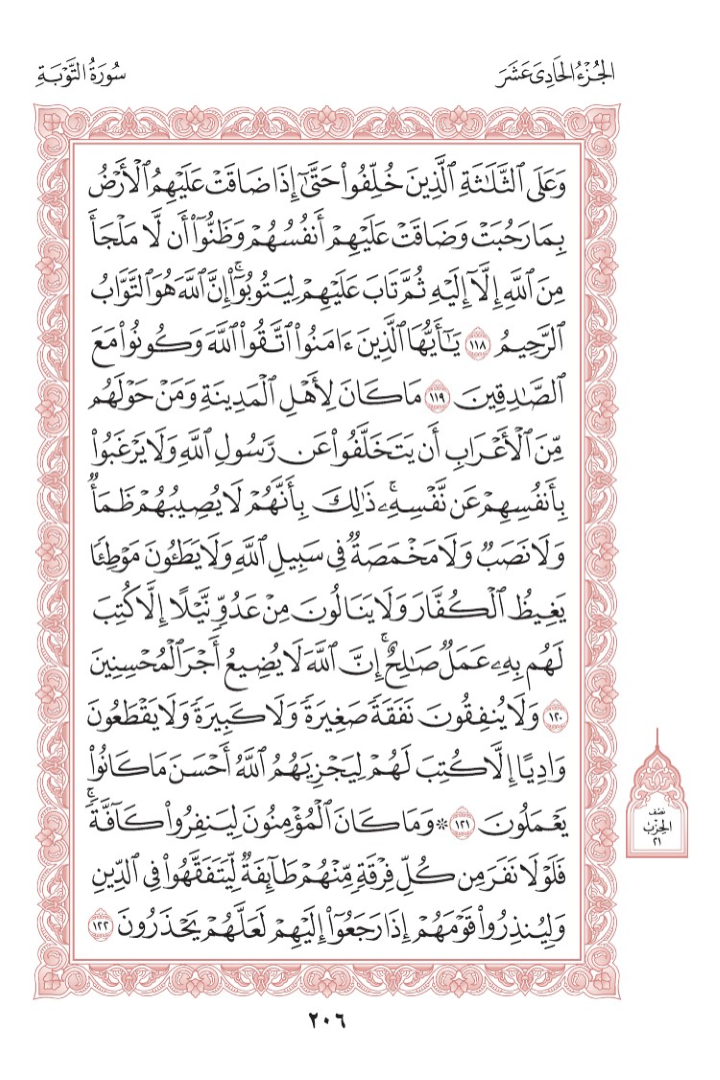 الجُزْءُ الحَادِىَ عَشَرَ
سُورَةُ التَّوْبَةِ
وَعَلَى ٱلثَّلَٰثَةِ ٱلَّذِينَ خُلِّفُوا۟ حَتَّىٰٓ إِذَا ضَاقَتْ عَلَيْهِمُ ٱلْأَرْضُ
بِمَا رَحُبَتْ وَضَاقَتْ عَلَيْهِمْ أَنفُسُهُمْ وَظَنُّوٓا۟ أَن لَّا مَلْجَأَ
مِنَ ٱللَّهِ إِلَّآ إِلَيْهِ ثُمَّ تَابَ عَلَيْهِمْ لِيَتُوبُوٓا۟ ۚ إِنَّ ٱللَّهَ هُوَ ٱلتَّوَّابُ
ٱلرَّحِيمُ ١١٨ يَٰٓأَيُّهَا ٱلَّذِينَ ءَامَنُوا۟ ٱتَّقُوا۟ ٱللَّهَ وَكُونُوا۟ مَعَ
ٱلصَّٰدِقِينَ ١١٩ مَا كَانَ لِأَهْلِ ٱلْمَدِينَةِ وَمَنْ حَوْلَهُم
مِّنَ ٱلْأَعْرَابِ أَن يَتَخَلَّفُوا۟ عَن رَّسُولِ ٱللَّهِ وَلَا يَرْغَبُوا۟
بِأَنفُسِهِمْ عَن نَّفْسِهِۦ ۚ ذَٰلِكَ بِأَنَّهُمْ لَا يُصِيبُهُمْ ظَمَأٌ
وَلَا نَصَبٌ وَلَا مَخْمَصَةٌ فِى سَبِيلِ ٱللَّهِ وَلَا يَطَـُٔونَ مَوْطِئًا
يَغِيظُ ٱلْكُفَّارَ وَلَا يَنَالُونَ مِنْ عَدُوٍّ نَّيْلًا إِلَّا كُتِبَ
لَهُم بِهِۦ عَمَلٌ صَٰلِحٌ ۚ إِنَّ ٱللَّهَ لَا يُضِيعُ أَجْرَ ٱلْمُحْسِنِينَ
١٢٠ وَلَا يُنفِقُونَ نَفَقَةً صَغِيرَةً وَلَا كَبِيرَةً وَلَا يَقْطَعُونَ
وَادِيًا إِلَّا كُتِبَ لَهُمْ لِيَجْزِيَهُمُ ٱللَّهُ أَحْسَنَ مَا كَانُوا۟
يَعْمَلُونَ ١٢١ ۞ وَمَا كَانَ ٱلْمُؤْمِنُونَ لِيَنفِرُوا۟ كَآفَّةً ۚ
فَلَوْلَا نَفَرَ مِن كُلِّ فِرْقَةٍ مِّنْهُمْ طَآئِفَةٌ لِّيَتَفَقَّهُوا۟ فِى ٱلدِّينِ
وَلِيُنذِرُوا۟ قَوْمَهُمْ إِذَا رَجَعُوٓا۟ إِلَيْهِمْ لَعَلَّهُمْ يَحْذَرُونَ ١٢٢
نصف
الحزب
٢١
٢٠٦